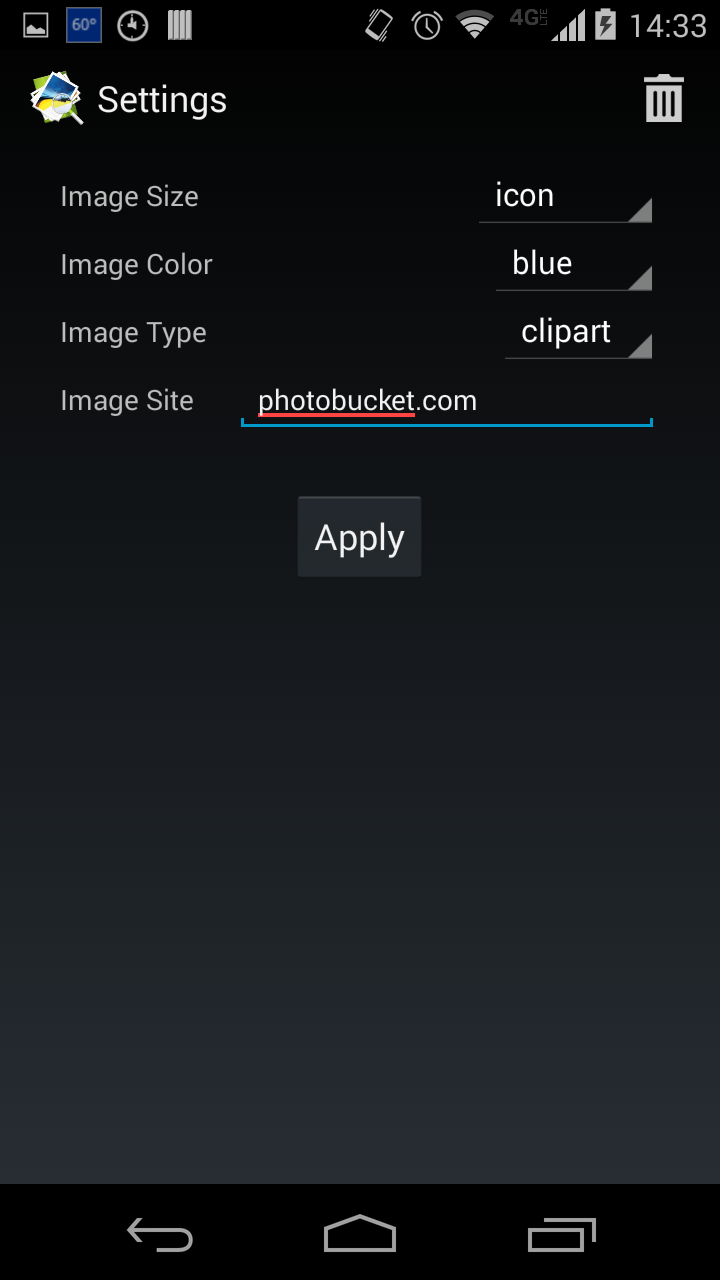 60° 4G LTE 14:33
Settings
Image Size icon
Image Color blue
Image Type clipart
Image Site photobucket.com
Apply